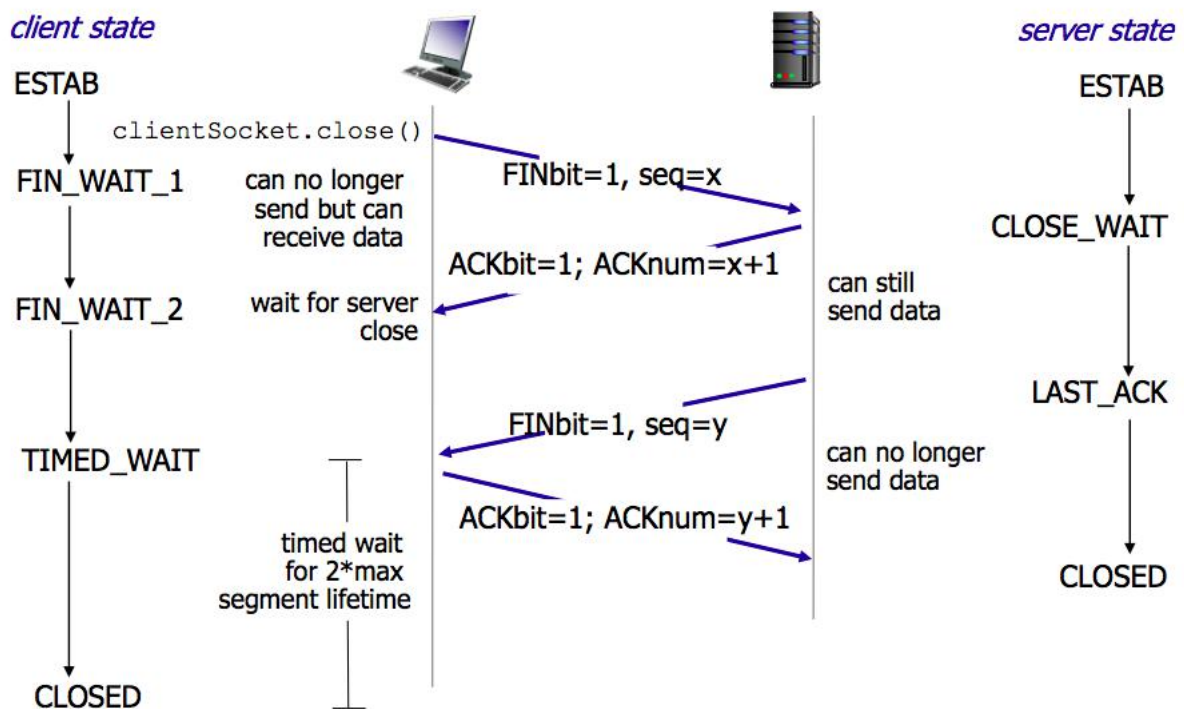 client state
server state
ESTAB
ESTAB
clientSocket.close()
FIN_WAIT_1
FINbit=1, seq=x
can no longer
send but can
receive data
CLOSE_WAIT
ACKbit=1; ACKnum=x+1
FIN_WAIT_2
wait for server
close
can still
send data
LAST_ACK
FINbit=1, seq=y
TIMED_WAIT
can no longer
send data
ACKbit=1; ACKnum=y+1
timed wait
for 2*max
segment lifetime
CLOSED
CLOSED